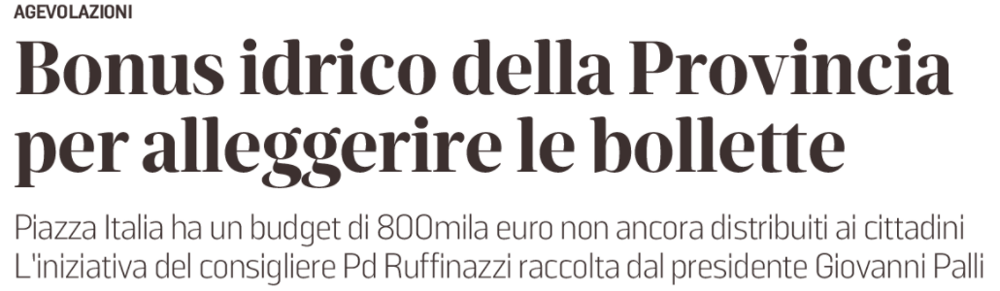 AGEVOLAZIONI
Bonus idrico della Provincia
per alleggerire le bollette
Piazza Italia ha un budget di 800mila euro non ancora distribuiti ai cittadini
L'iniziativa del consigliere Pd Ruffinazzi raccolta dal presidente Giovanni Palli